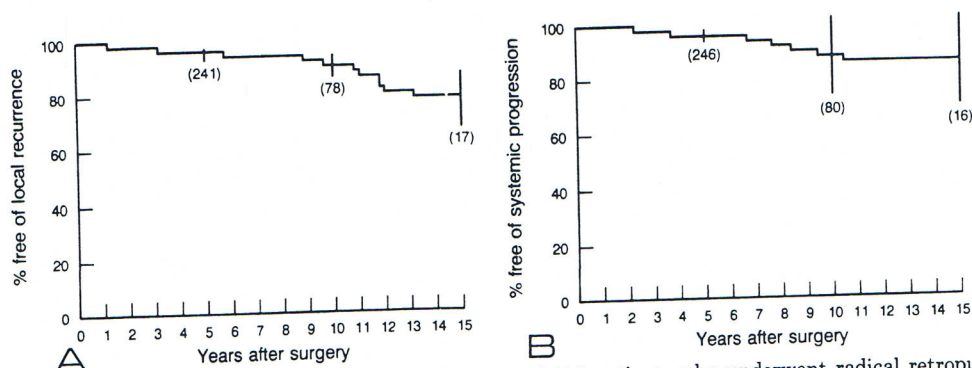 % free of local recurrence
100
80
60
40
20
0
(241)
(78)
(17)
0 1 2 3 4 5 6 7 8 9 10 11 12 13 14 15
Years after surgery
A
% free of systemic progression
100
80
60
40
20
0
(246)
(80)
(16)
0 1 2 3 4 5 6 7 8 9 10 11 12 13 14 15
Years after surgery
B
underwent radical